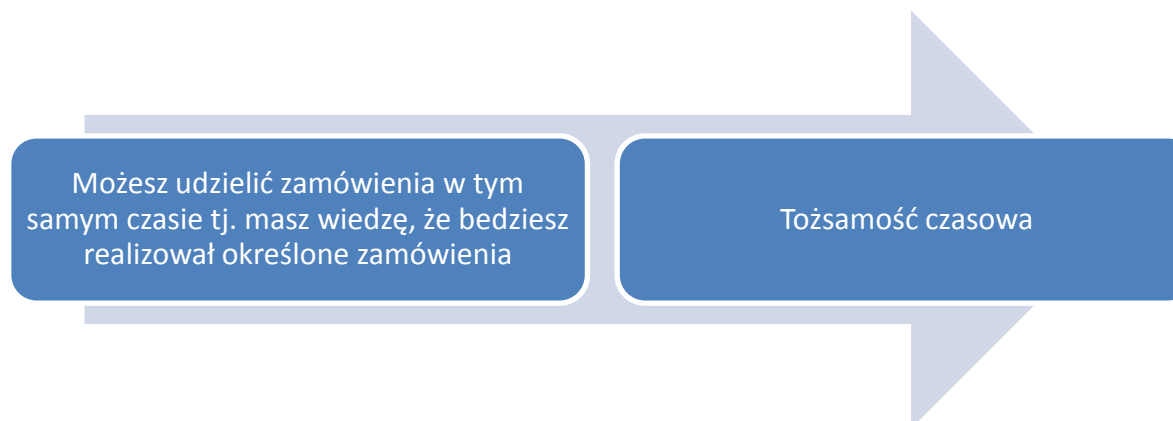 Możesz udzielić zamówienia w tym
samym czasie tj. masz wiedzę, że bedziesz
realizował określone zamówienia
Tożsamość czasowa